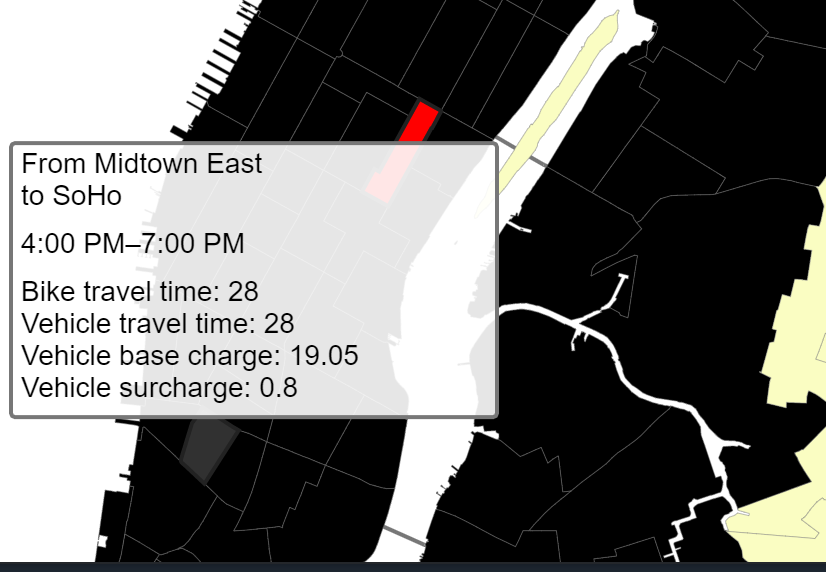 From Midtown East
to SoHo
4:00 PM–7:00 PM
Bike travel time: 28
Vehicle travel time: 28
Vehicle base charge: 19.05
Vehicle surcharge: 0.8